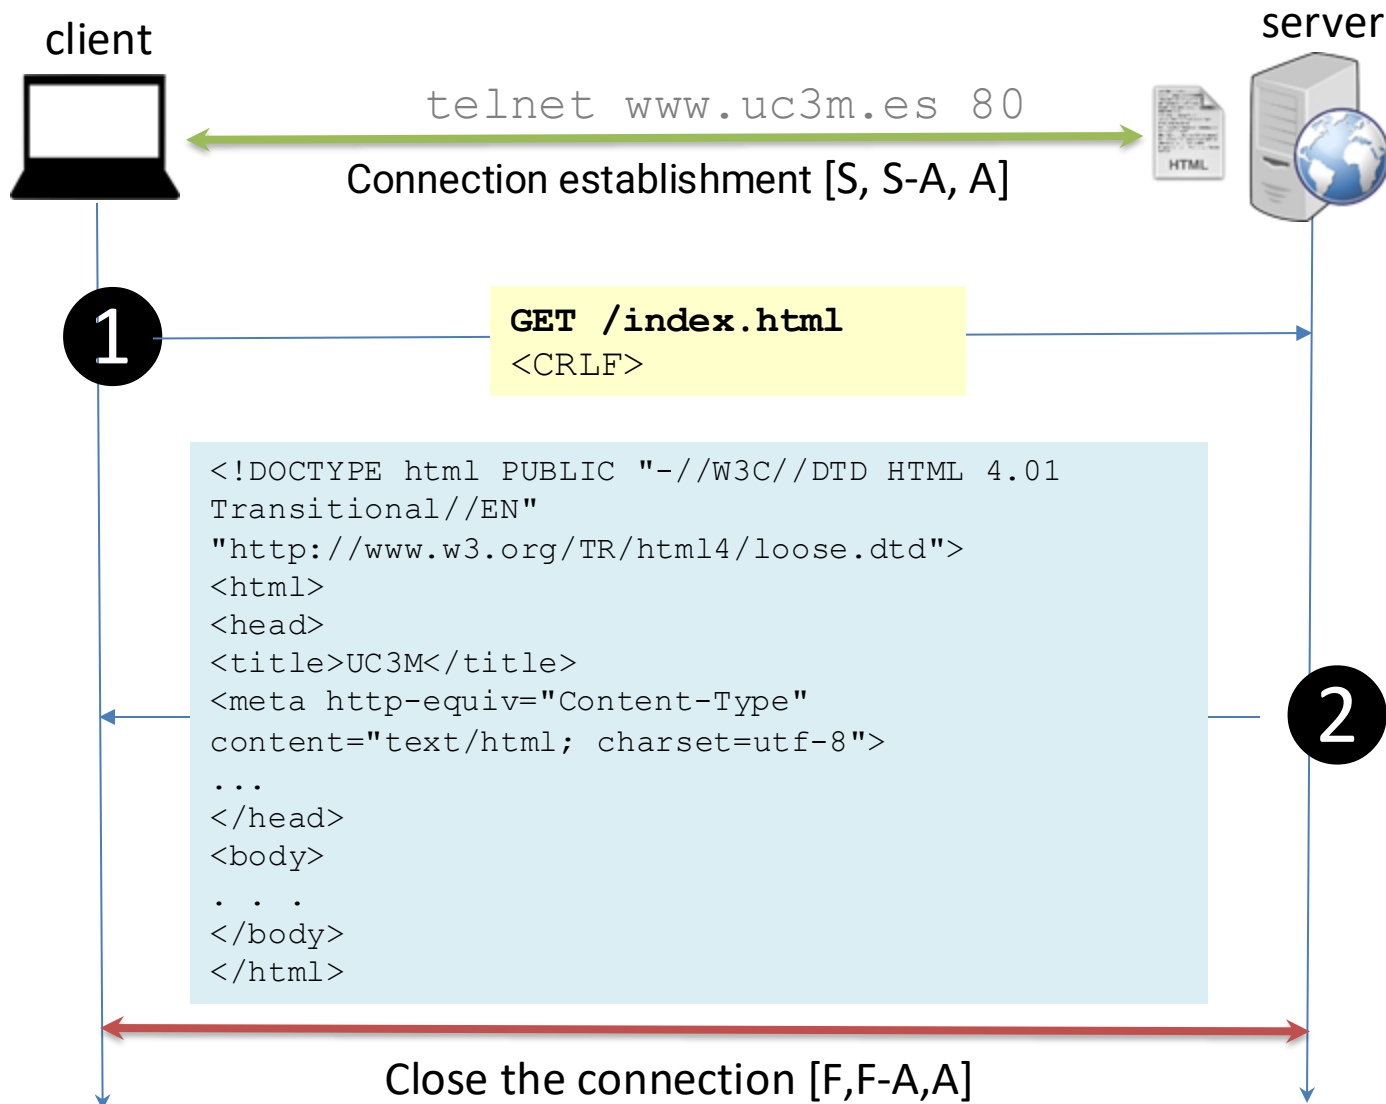 client
server
telnet www.uc3m.es 80
HTML
Connection establishment [S, S-A, A]
1
GET /index.html
<CRLF>
<!DOCTYPE html PUBLIC "-//W3C//DTD HTML 4.01
Transitional//EN"
"http://www.w3.org/TR/html4/loose.dtd">
<html>
<head>
<title>UC3M</title>
<meta http-equiv="Content-Type"
content="text/html; charset=utf-8">
...
</head>
<body>
. . .
</body>
</html>
2
Close the connection [F,F-A,A]